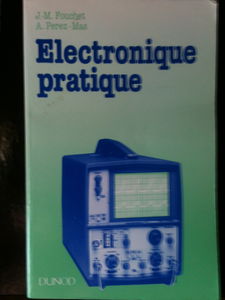 J.-M. Fouchet
A. Perez-Mas
Electronique
pratique
DUNOD